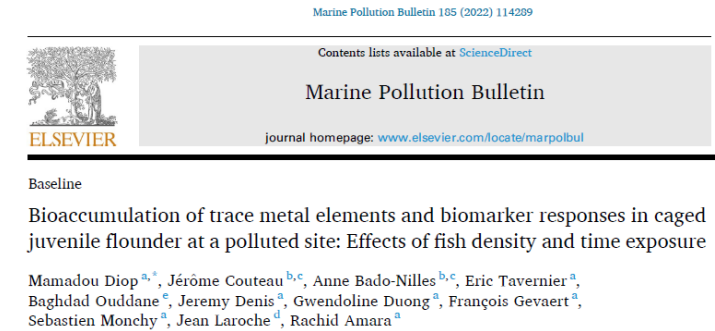 Marine Pollution Bulletin 185 (2022) 114289
Contents lists available at ScienceDirect
Marine Pollution Bulletin
ELSEVIER
journal homepage: www.elsevier.com/locate/marpolbul
Baseline
Bioaccumulation of trace metal elements and biomarker responses in caged
juvenile flounder at a polluted site: Effects of fish density and time exposure
Mamadou Diop a,*, Jérôme Couteau b,c, Anne Bado-Nilles b,c, Eric Tavernier a,
Baghdad Ouddane e, Jeremy Denis a, Gwendoline Duong a, François Gevaert a,
Sebastien Monchy a, Jean Laroche d, Rachid Amara a